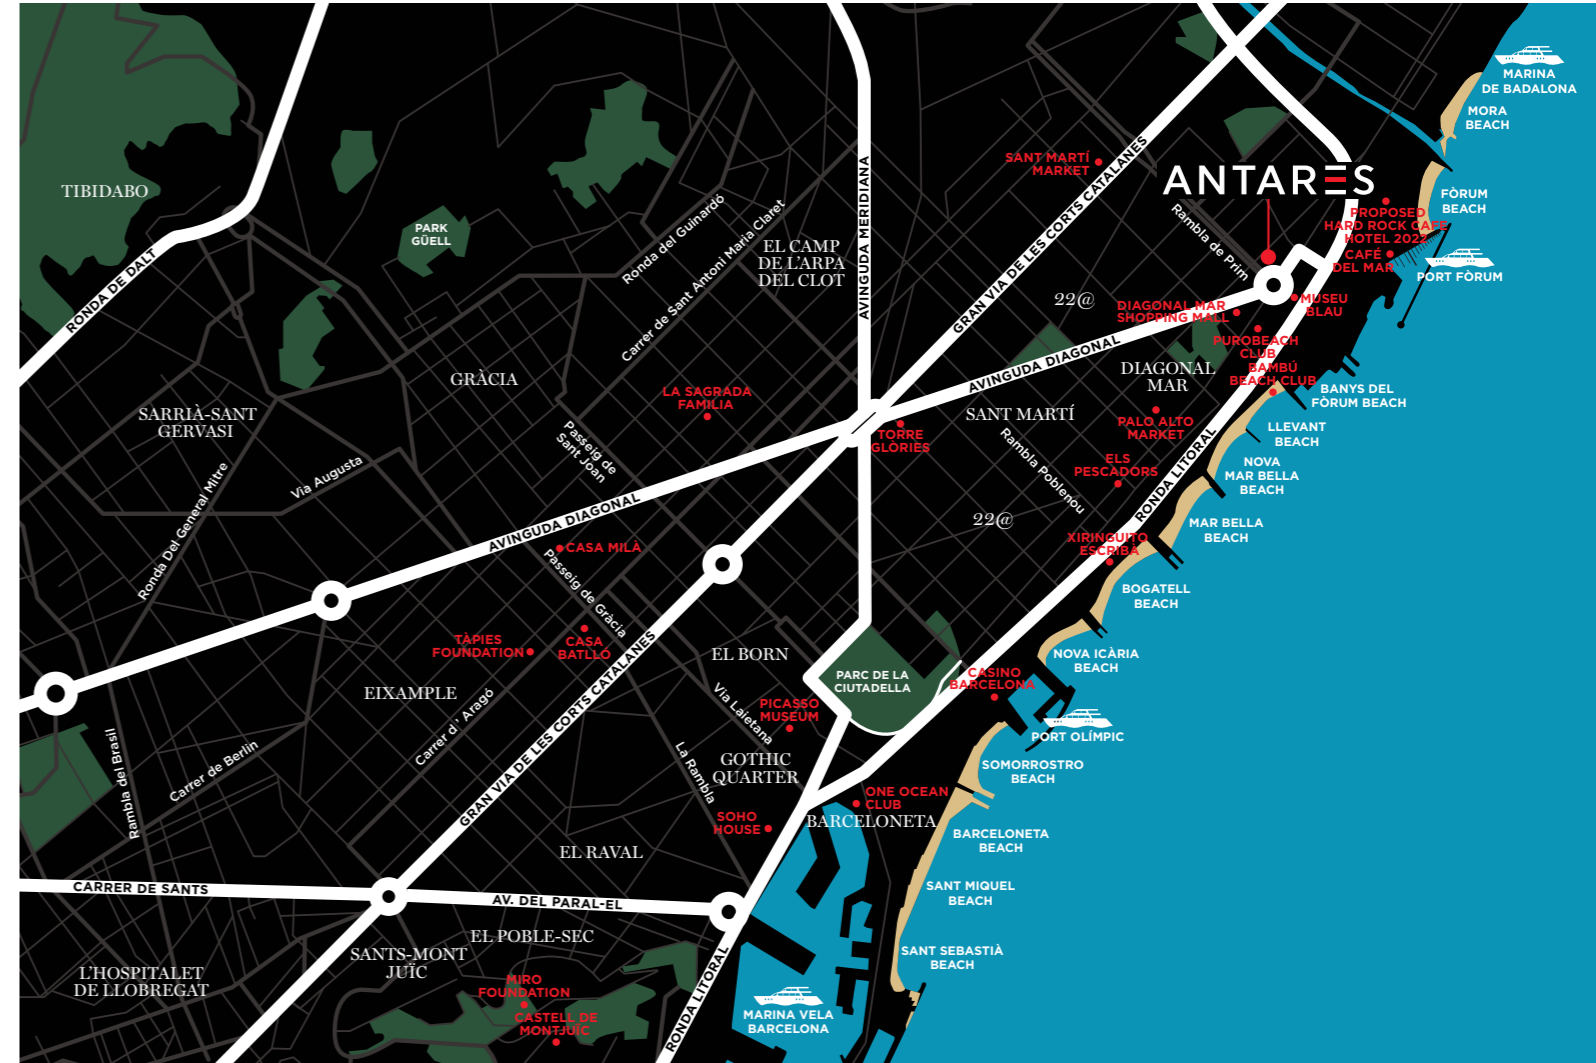 MARINA
DE BADALONA
MORA
BEACH
SANT MARTÍ
MARKET
ANTARES
TIBIDABO
FÒRUM
BEACH
PROPOSED
HARD ROCK CAFE
HOTEL 2022
CAFÉ
DEL MAR
PORT FÒRUM
PARK
GÜELL
Ronda del Guinardó
Carrer de Sant Antoni Maria Claret
EL CAMP
DE L'ARPA
DEL CLOT
AVINGUDA MERIDIANA
GRAN VIA DE LES CORTS CATALANES
Rambla de Prim
RONDA DE DALT
22@
DIAGONAL MAR
SHOPPING MALL
MUSEU
BLAU
PUROBEACH
CLUB
BAMBÚ
BEACH CLUB
AVINGUDA DIAGONAL
DIAGONAL
MAR
BANYS DEL
FÒRUM BEACH
GRÀCIA
LA SAGRADA
FAMILIA
SARRIÀ-SANT
GERVASI
SANT MARTÍ
PALO ALTO
MARKET
LLEVANT
BEACH
TORRE
GLÒRIES
Passeig de
Sant Joan
Rambla Poblenou
ELS
PESCADORS
NOVA
MAR BELLA
BEACH
RONDA LITORAL
Via Augusta
Ronda Del General Mitre
AVINGUDA DIAGONAL
22@
MAR BELLA
BEACH
CASA MILÀ
XIRINGUITO
ESCRIBÀ
Passeig de Gràcia
BOGATELL
BEACH
TÀPIES
FOUNDATION
CASA
BATLLÓ
EL BORN
NOVA ICÀRIA
BEACH
PARC DE LA
CIUTADELLA
CASINO
BARCELONA
EIXAMPLE
Carrer d' Aragó
GRAN VIA DE LES CORTS CATALANES
Via Laietana
PICASSO
MUSEUM
PORT OLÍMPIC
Rambla del Brasil
Carrer de Berlin
La Rambla
GOTHIC
QUARTER
SOMORROSTRO
BEACH
ONE OCEAN
CLUB
SOHO
HOUSE
BARCELONETA
BARCELONETA
BEACH
EL RAVAL
CARRER DE SANTS
AV. DEL PARAL-EL
SANT MIQUEL
BEACH
EL POBLE-SEC
SANTS-MONT
JUÏC
SANT SEBASTIÀ
BEACH
L'HOSPITALET
DE LLOBREGAT
MIRO
FOUNDATION
CASTELL DE
MONTJUÏC
RONDA LITORAL
MARINA VELA
BARCELONA